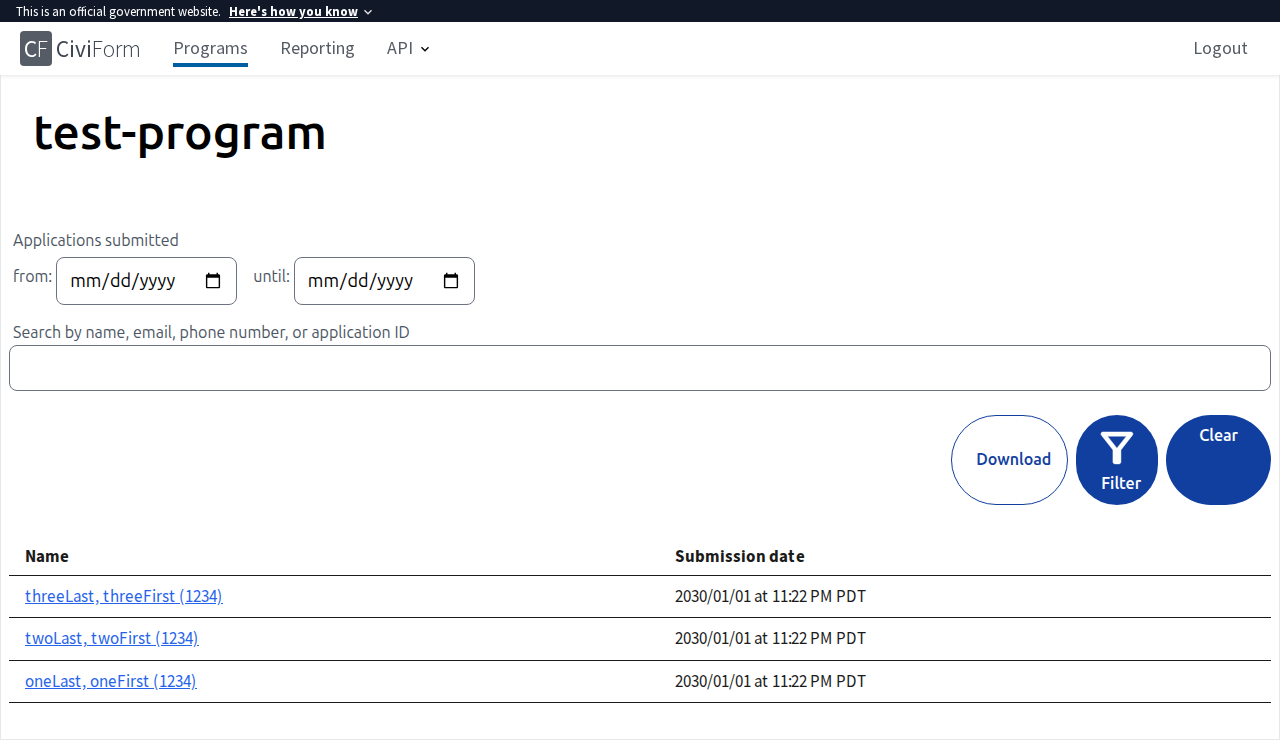 This is an official government website. Here's how you know
CF CiviForm Programs Reporting API Logout
test-program
Applications submitted
from: mm/dd/yyyy until: mm/dd/yyyy
Search by name, email, phone number, or application ID
Download Filter Clear
Name Submission date
threeLast, threeFirst (1234) 2030/01/01 at 11:22 PM PDT
twoLast, twoFirst (1234) 2030/01/01 at 11:22 PM PDT
oneLast, oneFirst (1234) 2030/01/01 at 11:22 PM PDT